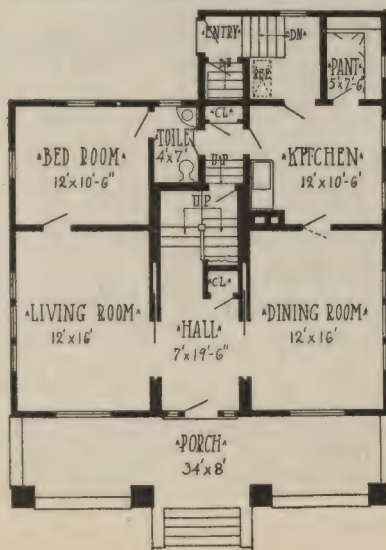 ENTRY
DN
DN
REF.
PANT.
5'x7'-6"
CL
TOILET
4'x7'
BED ROOM
12'x10'-6"
UP
KITCHEN
12'x10'-6"
UP
CL
LIVING ROOM
12'x16'
HALL
7'x19'-6"
DINING ROOM
12'x16'
PORCH
34'x8'